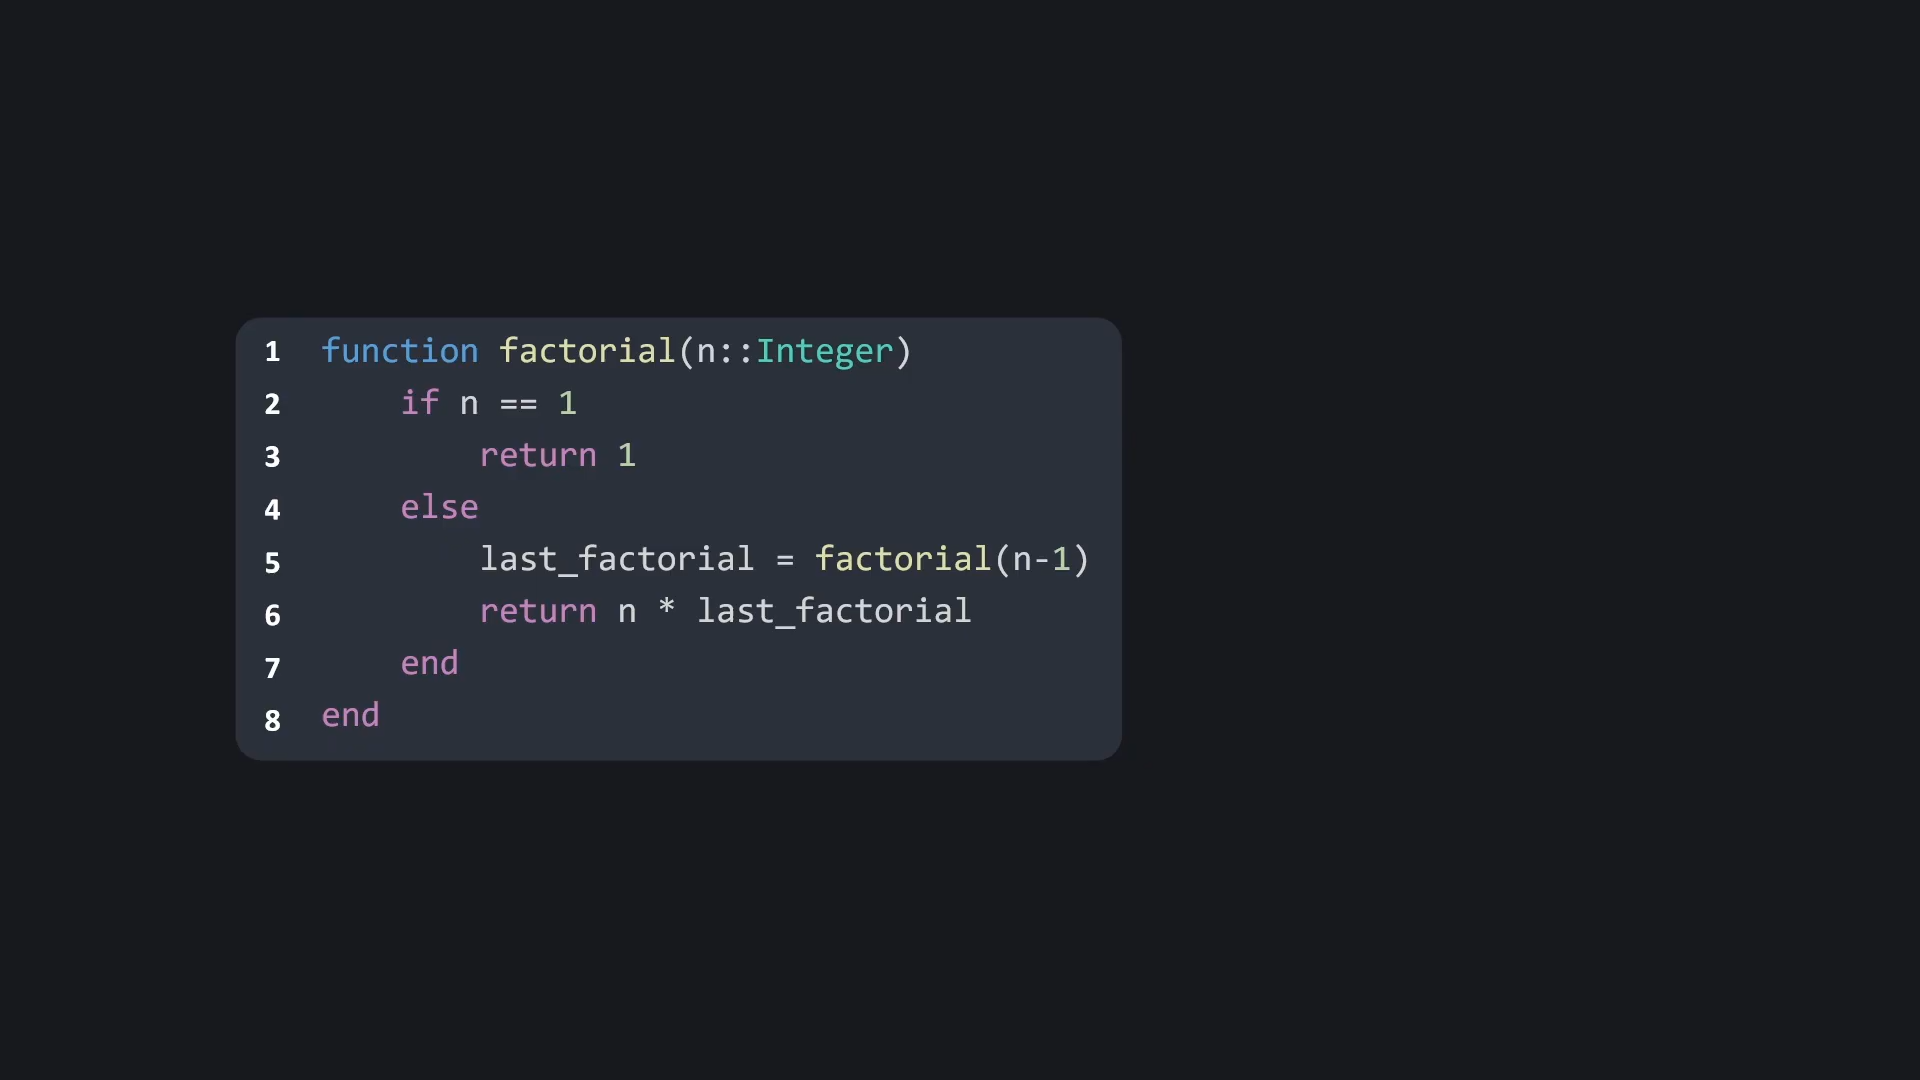 1 function factorial(n::Integer)
2     if n == 1
3         return 1
4     else
5         last_factorial = factorial(n-1)
6         return n * last_factorial
7     end
8 end